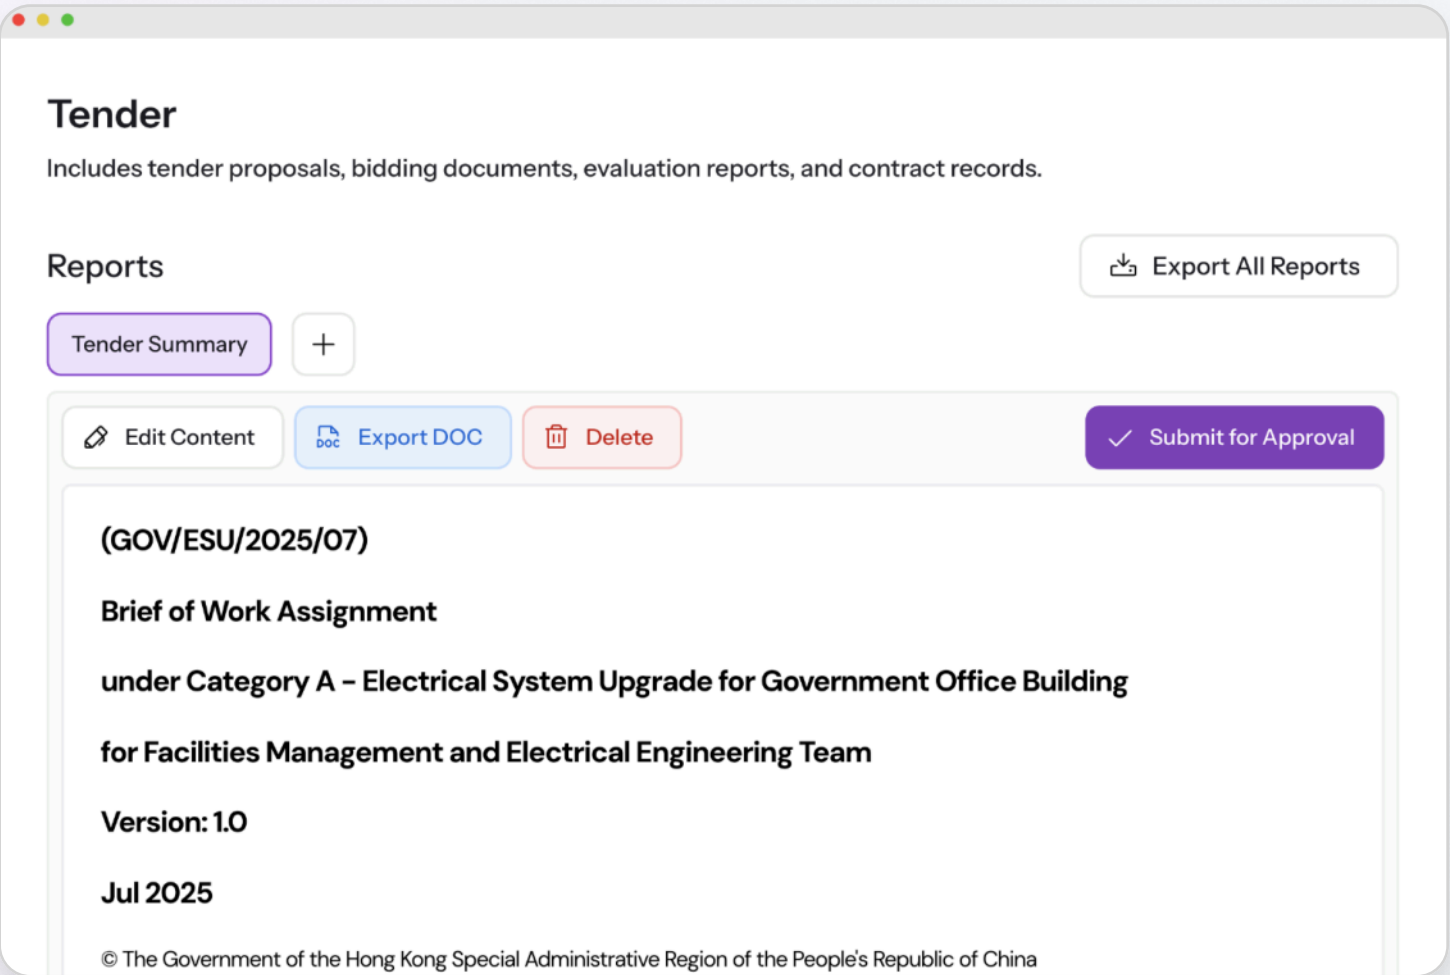 Tender
Includes tender proposals, bidding documents, evaluation reports, and contract records.
Reports
Export All Reports
Tender Summary
+
Edit Content
DOC
Export DOC
Delete
Submit for Approval
(GOV/ESU/2025/07)
Brief of Work Assignment
under Category A – Electrical System Upgrade for Government Office Building
for Facilities Management and Electrical Engineering Team
Version: 1.0
Jul 2025
© The Government of the Hong Kong Special Administrative Region of the People's Republic of China